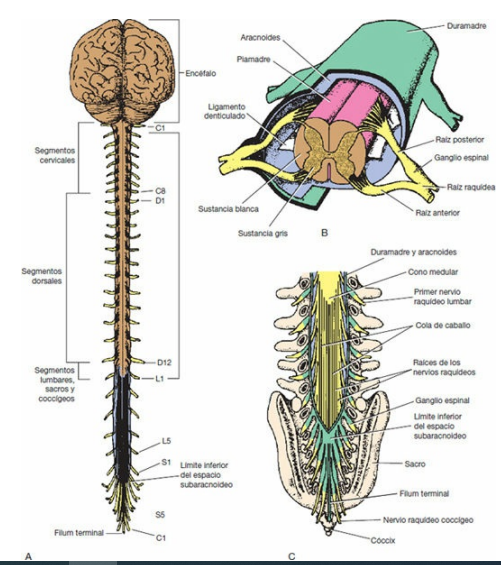 Encéfalo
C1
Segmentos
cervicales
C8
D1
Segmentos
dorsales
D12
Segmentos
lumbares,
sacros y
coccígeos
L1
L5
S1
Límite inferior
del espacio
subaracnoideo
S5
Filum terminal
C1
A
Duramadre
Aracnoides
Piamadre
Ligamento
denticulado
Raíz posterior
Ganglio espinal
Raíz raquídea
Sustancia blanca
Raíz anterior
Sustancia gris
B
Duramadre y aracnoides
Cono medular
Primer nervio
raquídeo lumbar
Cola de caballo
Raíces de los
nervios raquídeos
Ganglio espinal
Límite inferior
del espacio
subaracnoideo
Sacro
Filum terminal
Nervio raquídeo coccígeo
Cóccix
C